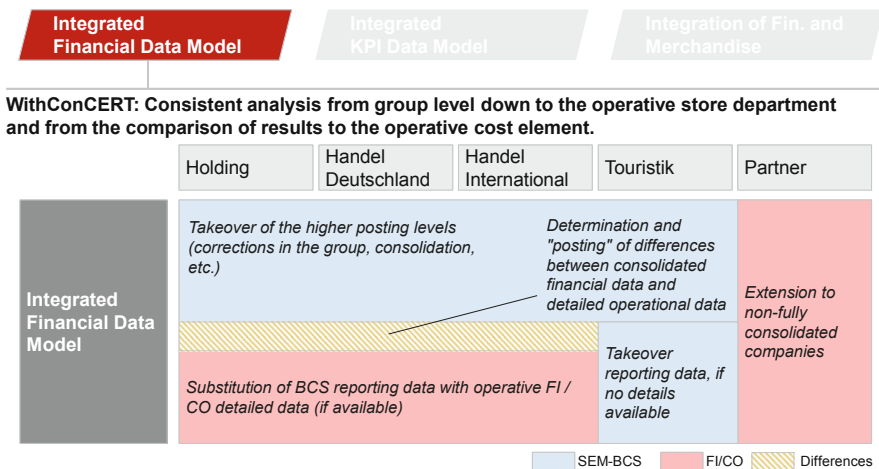 Integrated
Financial Data Model
Integrated
KPI Data Model
Integration of Fin. and
Merchandise
WithConCERT: Consistent analysis from group level down to the operative store department
and from the comparison of results to the operative cost element.
Holding
Handel
Deutschland
Handel
International
Touristik
Partner
Integrated
Financial Data
Model
Takeover of the higher posting levels
(corrections in the group, consolidation,
etc.)
Determination and
"posting" of differences
between consolidated
financial data and
detailed operational data
Extension to
non-fully
consolidated
companies
Substitution of BCS reporting data with operative FI /
CO detailed data (if available)
Takeover
reporting data, if
no details
available
SEM-BCS
FI/CO
Differences